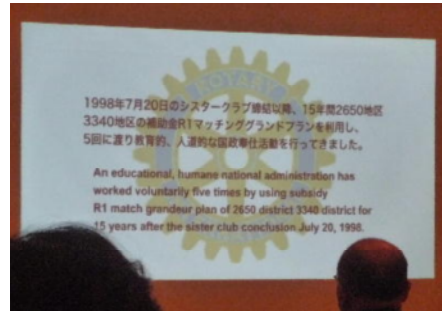 ROTARY
1998年7月20日のシスタークラブ締結以降、15年間2650地区
3340地区の補助金R1マッチンググランドプランを利用し、
5回に渡り教育的、人道的な国政奉仕活動を行ってきました。
An educational, humane national administration has
worked voluntarily five times by using subsidy
R1 match grandeur plan of 2650 district 3340 district for
15 years after the sister club conclusion July 20, 1998.